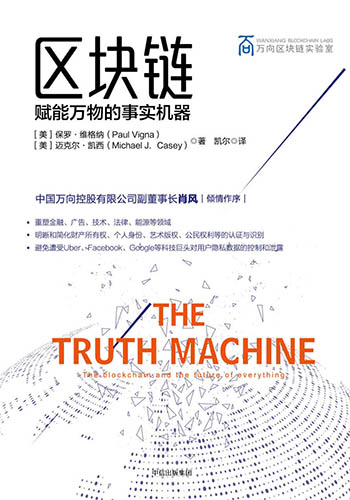 区块链
WANXIANG BLOCKCHAIN LABS
万向区块链实验室
赋能万物的事实机器
[美] 保罗·维格纳 (Paul Vigna)
[美] 迈克尔·凯西 (Michael J. Casey) ◎著 凯尔◎译
中国万向控股有限公司副董事长肖风|倾情作序|
• 重塑金融、广告、技术、法律、能源等领域
• 明晰和简化财产所有权、个人身份、艺术版权、公民权利等的认证与识别
• 避免遭受Uber、Facebook、Google等科技巨头对用户隐私数据的控制和泄露
THE
TRUTH MACHINE
The blockchain and the future of everything
中信出版集团